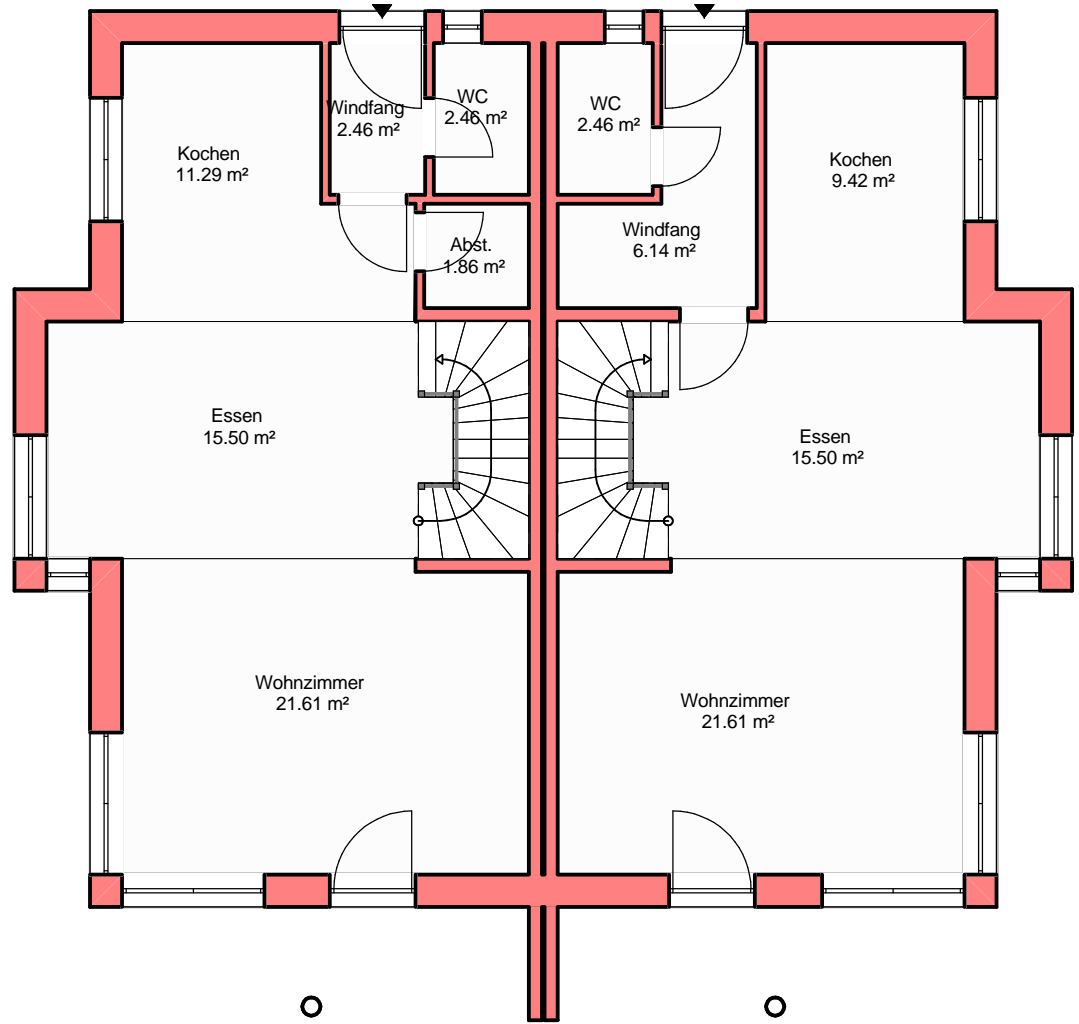 Windfang
2.46 m²
WC
2.46 m²
WC
2.46 m²
Kochen
11.29 m²
Kochen
9.42 m²
Abst.
1.86 m²
Windfang
6.14 m²
Essen
15.50 m²
Essen
15.50 m²
Wohnzimmer
21.61 m²
Wohnzimmer
21.61 m²